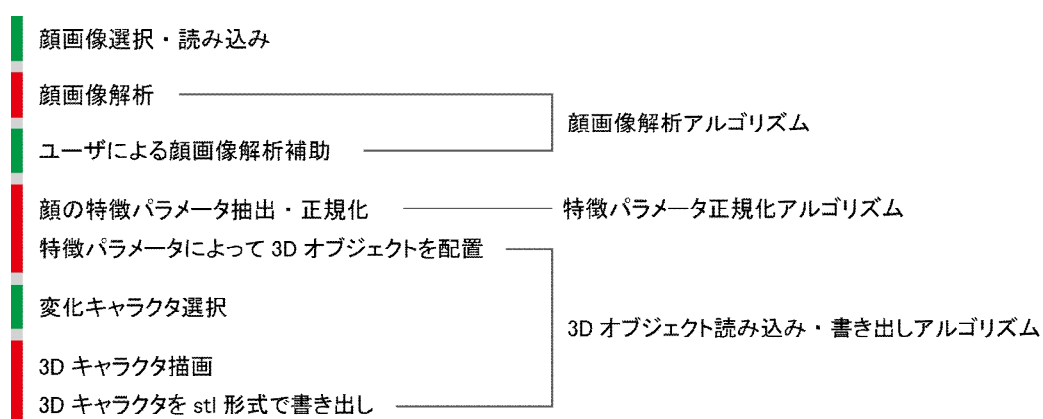 顔画像選択・読み込み
顔画像解析
ユーザによる顔画像解析補助
顔画像解析アルゴリズム
顔の特徴パラメータ抽出・正規化
特徴パラメータ正規化アルゴリズム
特徴パラメータによって 3D オブジェクトを配置
変化キャラクタ選択
3D キャラクタ描画
3D キャラクタを stl 形式で書き出し
3D オブジェクト読み込み・書き出しアルゴリズム